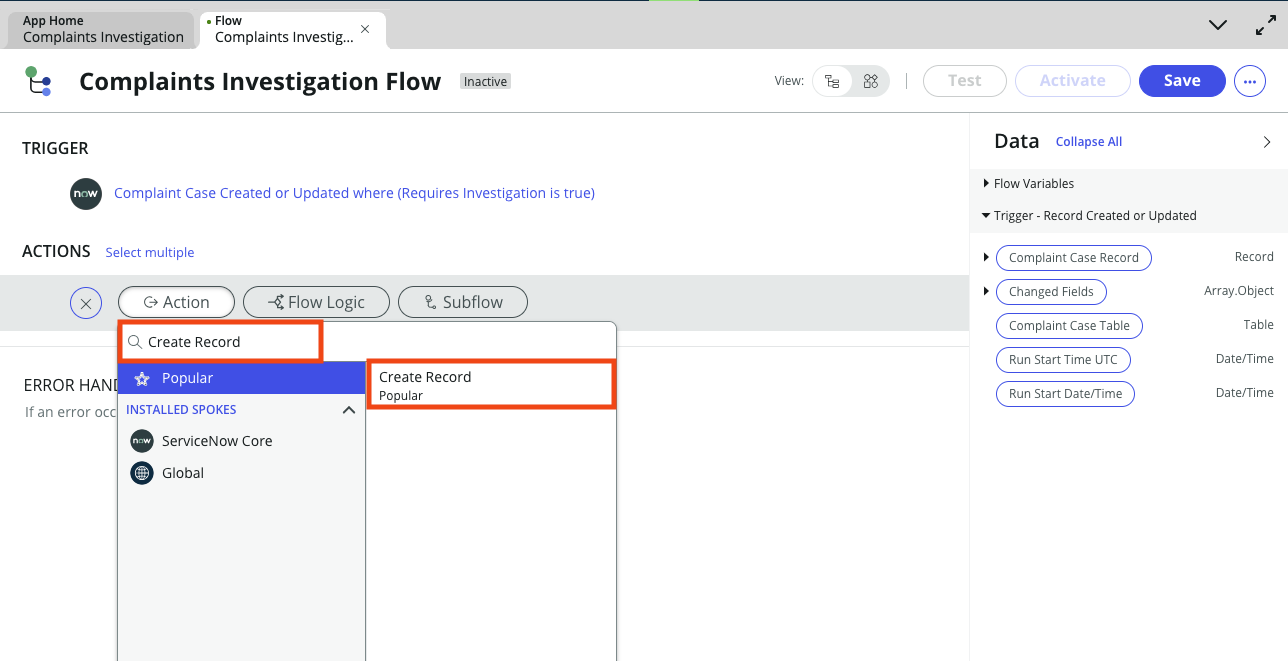 App Home
Complaints Investigation
Flow
Complaints Investig...
Complaints Investigation Flow
Inactive
View:
Test
Activate
Save
TRIGGER
now
Complaint Case Created or Updated where (Requires Investigation is true)
ACTIONS
Select multiple
Action
Flow Logic
Subflow
Create Record
Popular
Create Record
Popular
INSTALLED SPOKES
now
ServiceNow Core
Global
ERROR HAND
If an error occ
Data
Collapse All
Flow Variables
Trigger - Record Created or Updated
Complaint Case Record
Record
Changed Fields
Array.Object
Complaint Case Table
Table
Run Start Time UTC
Date/Time
Run Start Date/Time
Date/Time